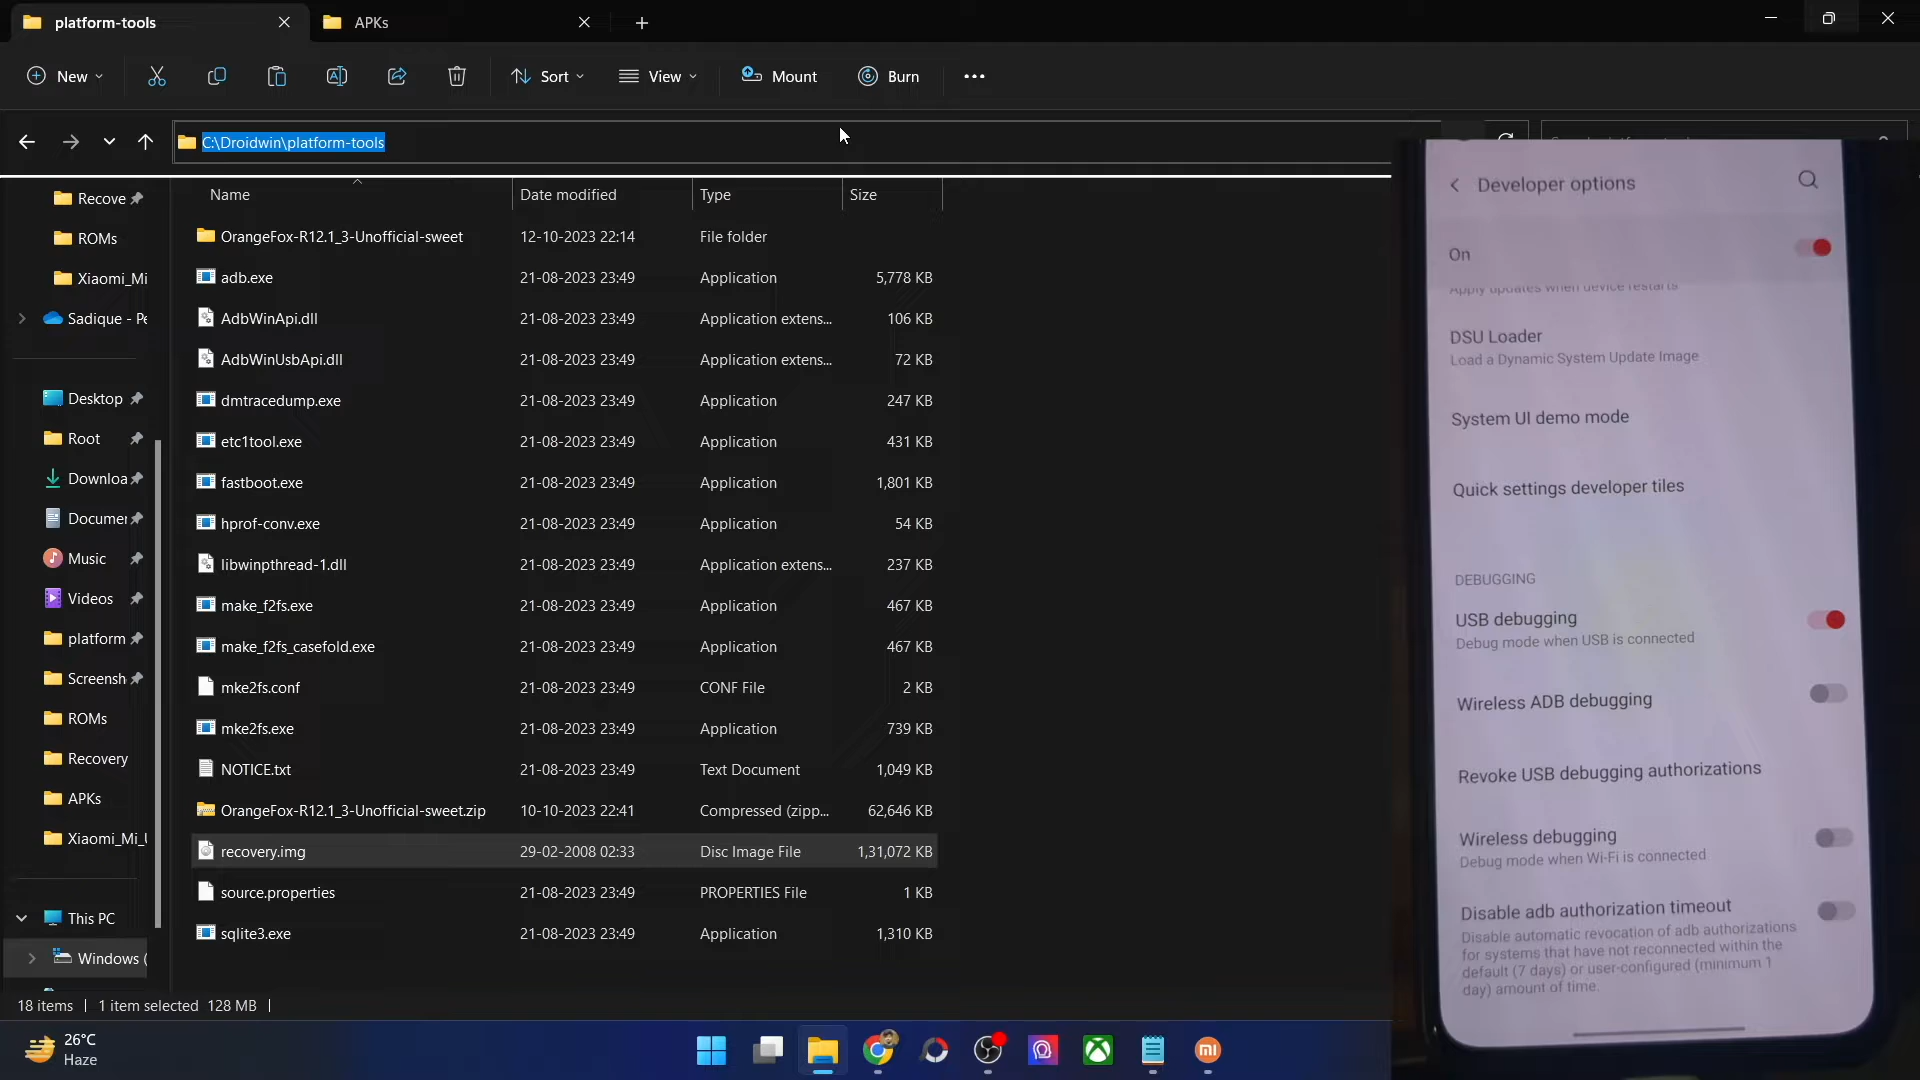 platform-tools
APKs
New
Sort
View
Mount
Burn
C:\Droidwin\platform-tools
Name
Date modified
Type
Size
Recove
ROMs
Xiaomi_Mi
Sadique - Pe
Desktop
Root
Downloa
Documer
Music
Videos
platform
Screensh
ROMs
Recovery
APKs
Xiaomi_Mi_U
This PC
Windows (
OrangeFox-R12.1_3-Unofficial-sweet 12-10-2023 22:14 File folder
adb.exe 21-08-2023 23:49 Application 5,778 KB
AdbWinApi.dll 21-08-2023 23:49 Application extens... 106 KB
AdbWinUsbApi.dll 21-08-2023 23:49 Application extens... 72 KB
dmtracedump.exe 21-08-2023 23:49 Application 247 KB
etc1tool.exe 21-08-2023 23:49 Application 431 KB
fastboot.exe 21-08-2023 23:49 Application 1,801 KB
hprof-conv.exe 21-08-2023 23:49 Application 54 KB
libwinpthread-1.dll 21-08-2023 23:49 Application extens... 237 KB
make_f2fs.exe 21-08-2023 23:49 Application 467 KB
make_f2fs_casefold.exe 21-08-2023 23:49 Application 467 KB
mke2fs.conf 21-08-2023 23:49 CONF File 2 KB
mke2fs.exe 21-08-2023 23:49 Application 739 KB
NOTICE.txt 21-08-2023 23:49 Text Document 1,049 KB
OrangeFox-R12.1_3-Unofficial-sweet.zip 10-10-2023 22:41 Compressed (zipp... 62,646 KB
recovery.img 29-02-2008 02:33 Disc Image File 1,31,072 KB
source.properties 21-08-2023 23:49 PROPERTIES File 1 KB
sqlite3.exe 21-08-2023 23:49 Application 1,310 KB
18 items 1 item selected 128 MB
26°C
Haze
Developer options
On
Apply updates when device restarts
DSU Loader
Load a Dynamic System Update Image
System UI demo mode
Quick settings developer tiles
DEBUGGING
USB debugging
Debug mode when USB is connected
Wireless ADB debugging
Revoke USB debugging authorizations
Wireless debugging
Debug mode when Wi-Fi is connected
Disable adb authorization timeout
Disable automatic revocation of adb authorizations
for systems that have not reconnected within the
default (7 days) or user-configured (minimum 1
day) amount of time.